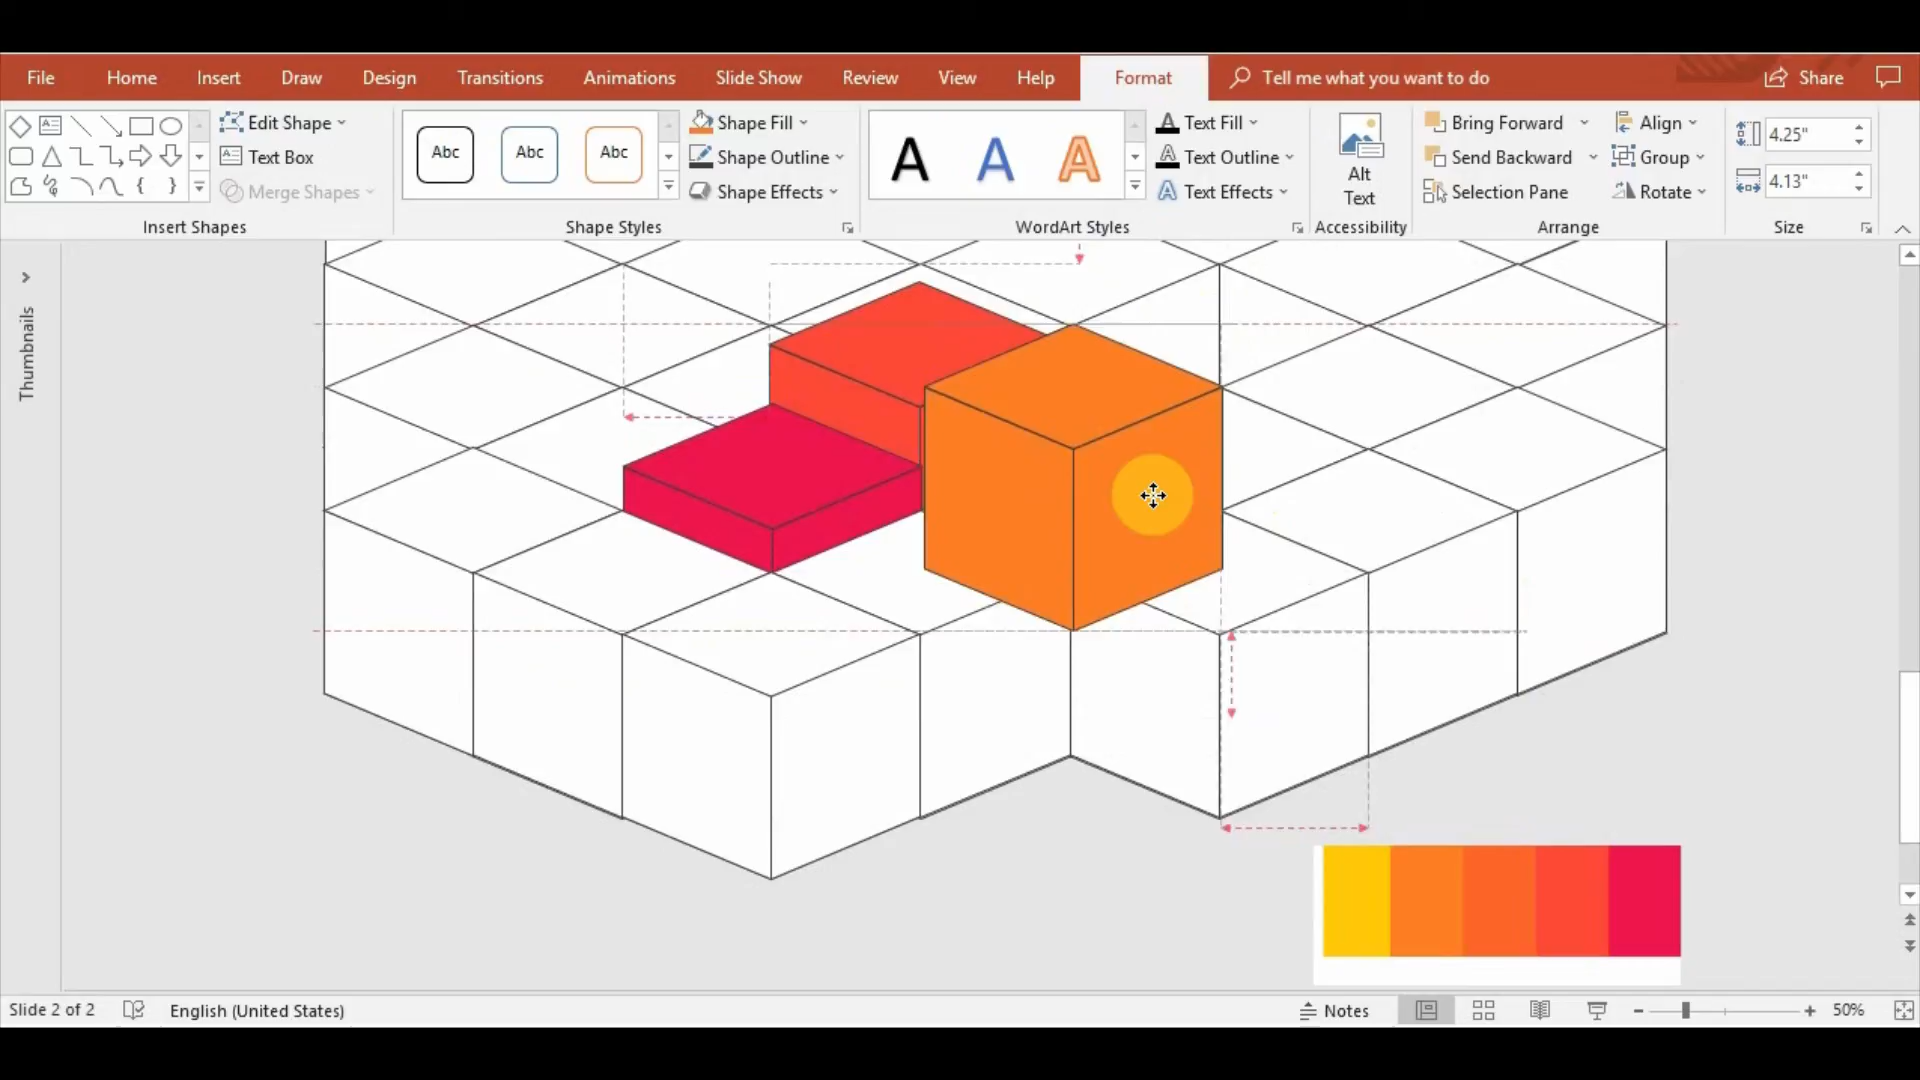 File Home Insert Draw Design Transitions Animations Slide Show Review View Help Format Tell me what you want to do Share
Edit Shape
Text Box
Merge Shapes
Insert Shapes
Abc Abc Abc
Shape Fill
Shape Outline
Shape Effects
Shape Styles
A A A
Text Fill
Text Outline
Text Effects
WordArt Styles
Alt
Text
Accessibility
Bring Forward
Send Backward
Selection Pane
Align
Group
Rotate
Arrange
4.25"
4.13"
Size
Thumbnails
Slide 2 of 2 English (United States) Notes 50%